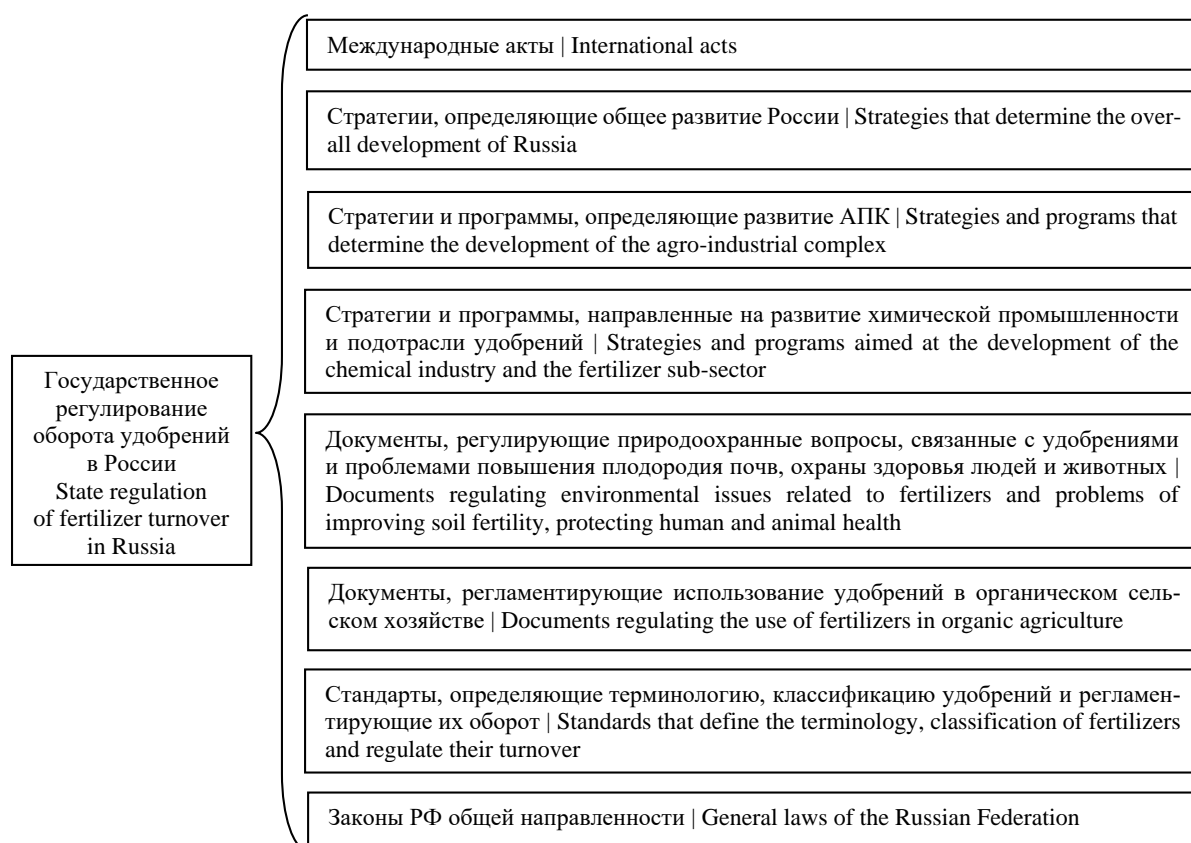 Международные акты | International acts
Стратегии, определяющие общее развитие России | Strategies that determine the over-
all development of Russia
Стратегии и программы, определяющие развитие АПК | Strategies and programs that
determine the development of the agro-industrial complex
Стратегии и программы, направленные на развитие химической промышленности
и подотрасли удобрений | Strategies and programs aimed at the development of the
chemical industry and the fertilizer sub-sector
Государственное
регулирование
оборота удобрений
в России
State regulation
of fertilizer turnover
in Russia
Документы, регулирующие природоохранные вопросы, связанные с удобрениями
и проблемами повышения плодородия почв, охраны здоровья людей и животных |
Documents regulating environmental issues related to fertilizers and problems of
improving soil fertility, protecting human and animal health
Документы, регламентирующие использование удобрений в органическом сель-
ском хозяйстве | Documents regulating the use of fertilizers in organic agriculture
Стандарты, определяющие терминологию, классификацию удобрений и регламен-
тирующие их оборот | Standards that define the terminology, classification of fertilizers
and regulate their turnover
Законы РФ общей направленности | General laws of the Russian Federation